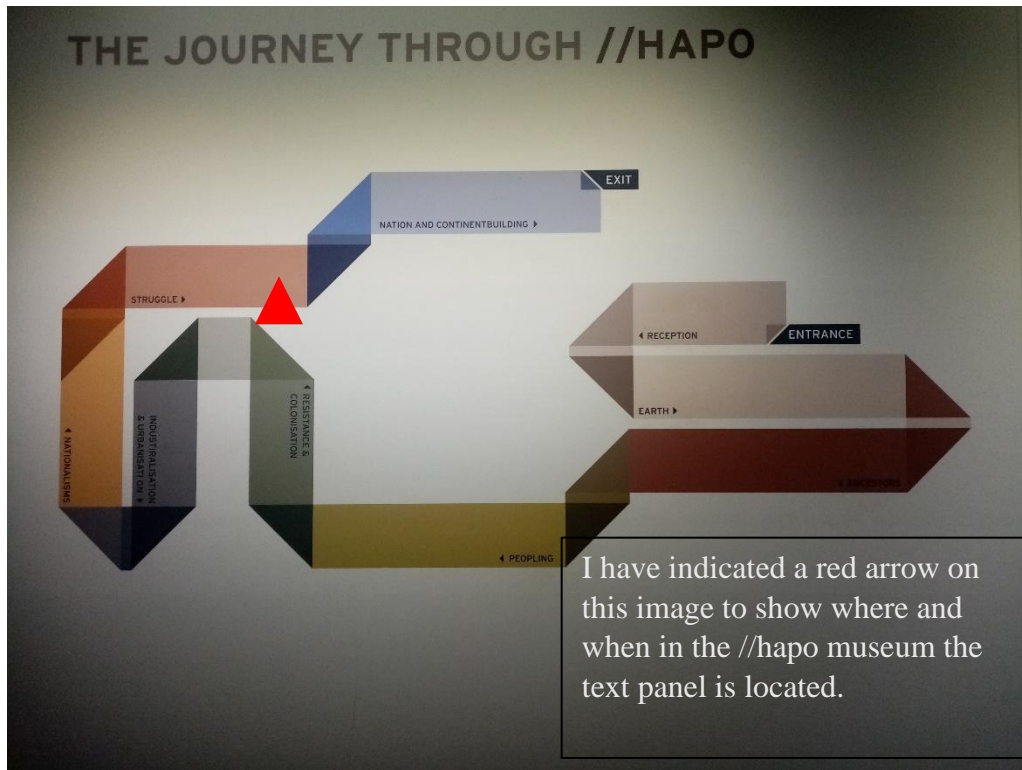 THE JOURNEY THROUGH //HAPO
EXIT
NATION AND CONTINENTBUILDING
STRUGGLE
ENTRANCE
RECEPTION
EARTH
RESISTANCE &
COLONISATION
INDUSTRIALISATION
& URBANISATION
NATIONALISMS
ANCESTORS
PEOPLING
I have indicated a red arrow on
this image to show where and
when in the //hapo museum the
text panel is located.